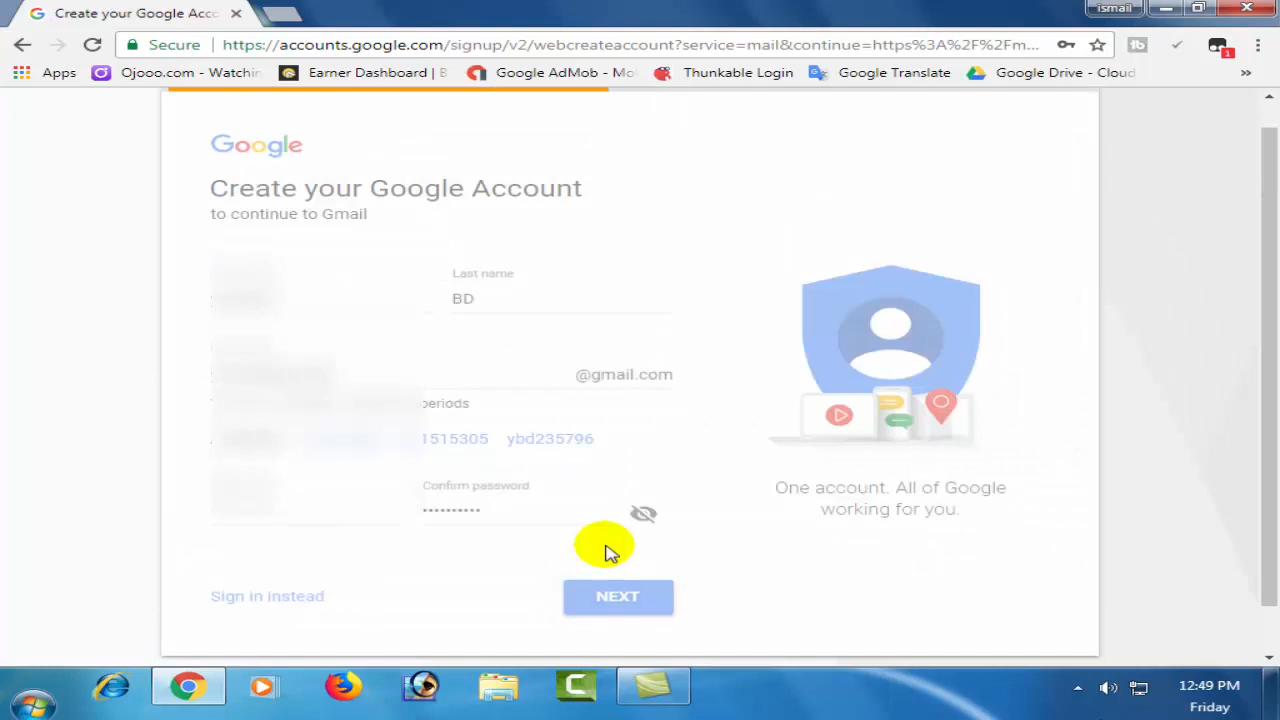 Create your Google Acco
ismail
Secure
https://accounts.google.com/signup/v2/webcreateaccount?service=mail&continue=https%3A%2F%2Fm...
1
Apps
Ojooo.com - Watchin
Earner Dashboard | B
Google AdMob - Mo
Thunkable Login
Google Translate
Google Drive - Cloud
»
Google
Create your Google Account
to continue to Gmail
Last name
BD
@gmail.com
periods
1515305 ybd235796
Confirm password
One account. All of Google
working for you.
Sign in instead
NEXT
12:49 PM
Friday